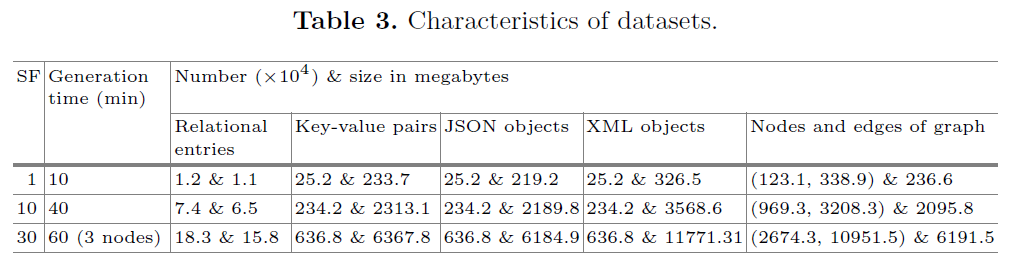 Table 3. Characteristics of datasets.
SF Generation time (min) Number (×10⁴) & size in megabytes
Relational entries Key-value pairs JSON objects XML objects Nodes and edges of graph
1 10 1.2 & 1.1 25.2 & 233.7 25.2 & 219.2 25.2 & 326.5 (123.1, 338.9) & 236.6
10 40 7.4 & 6.5 234.2 & 2313.1 234.2 & 2189.8 234.2 & 3568.6 (969.3, 3208.3) & 2095.8
30 60 (3 nodes) 18.3 & 15.8 636.8 & 6367.8 636.8 & 6184.9 636.8 & 11771.31 (2674.3, 10951.5) & 6191.5